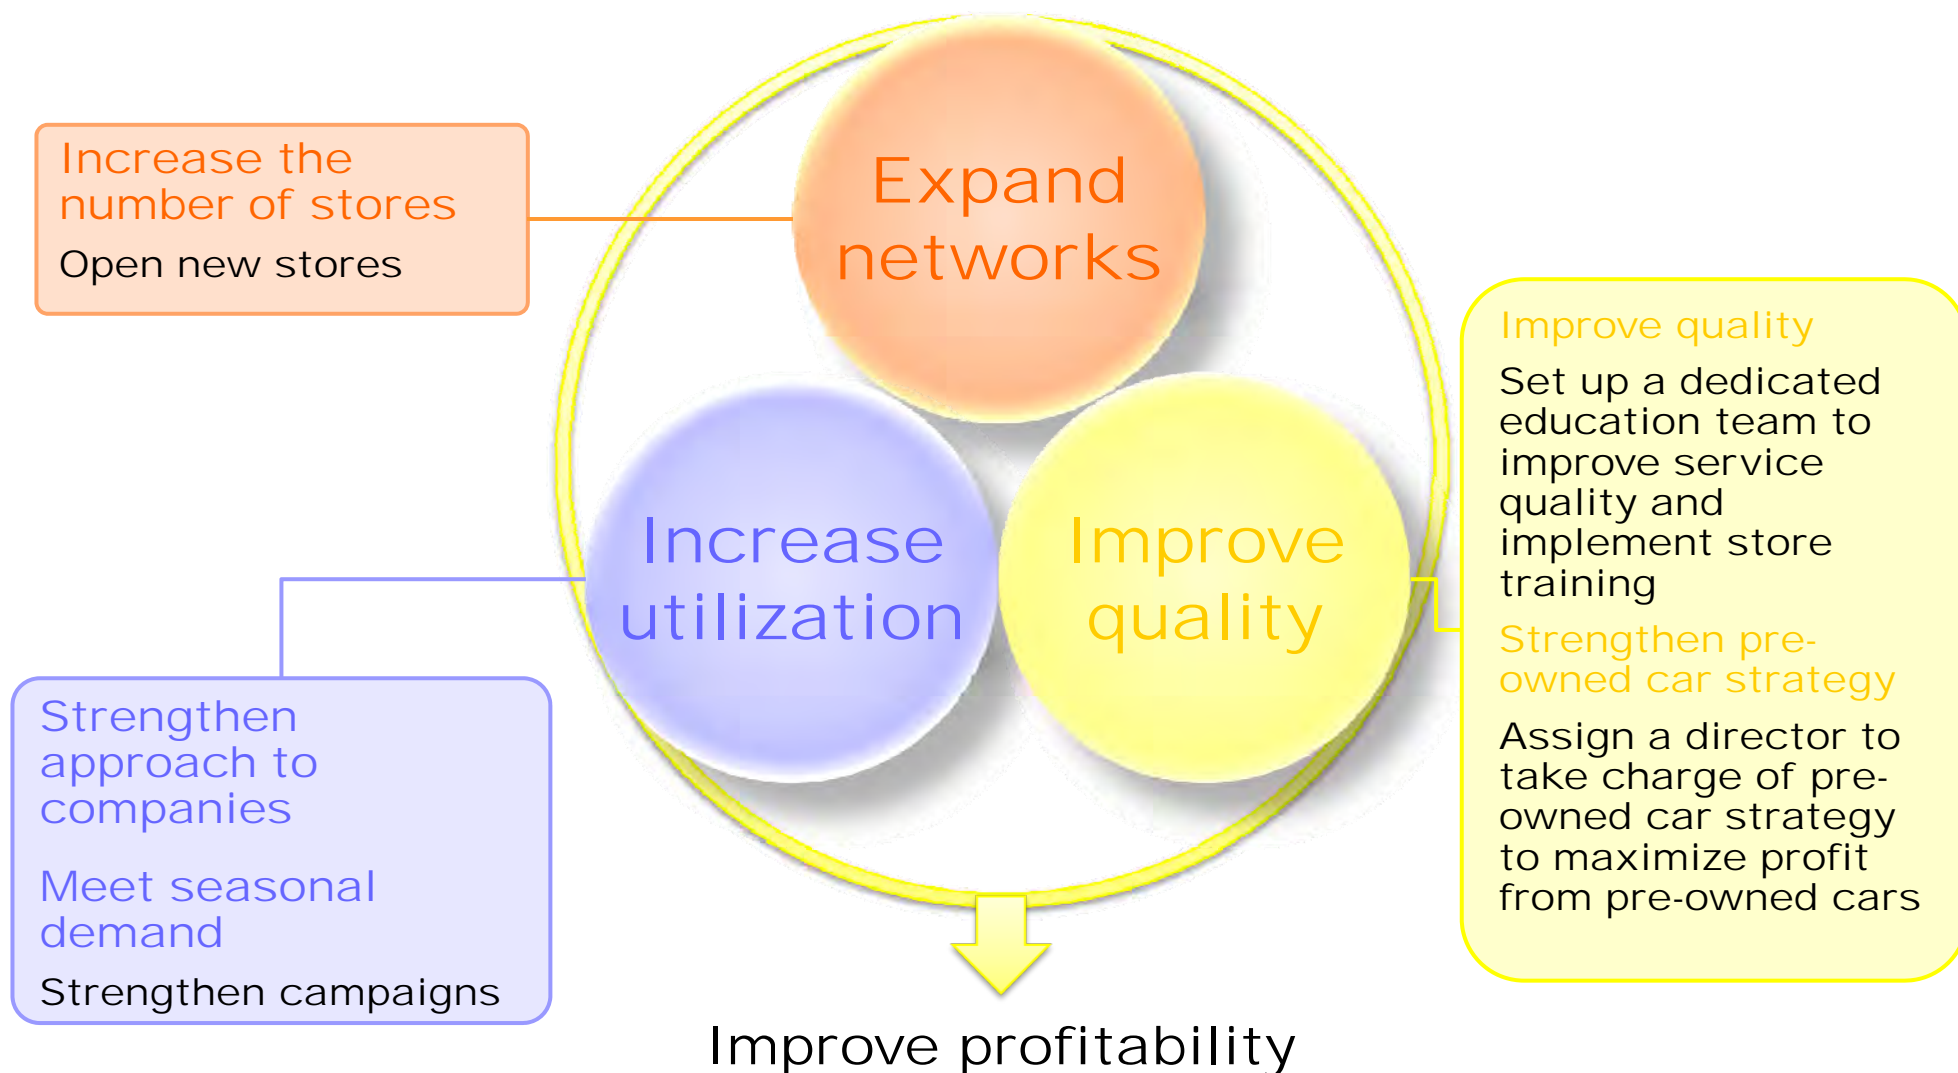 Increase the
number of stores
Open new stores
Expand
networks
Increase
utilization
Improve
quality
Improve quality
Set up a dedicated
education team to
improve service
quality and
implement store
training
Strengthen pre-
owned car strategy
Assign a director to
take charge of pre-
owned car strategy
to maximize profit
from pre-owned cars
Strengthen
approach to
companies
Meet seasonal
demand
Strengthen campaigns
Improve profitability